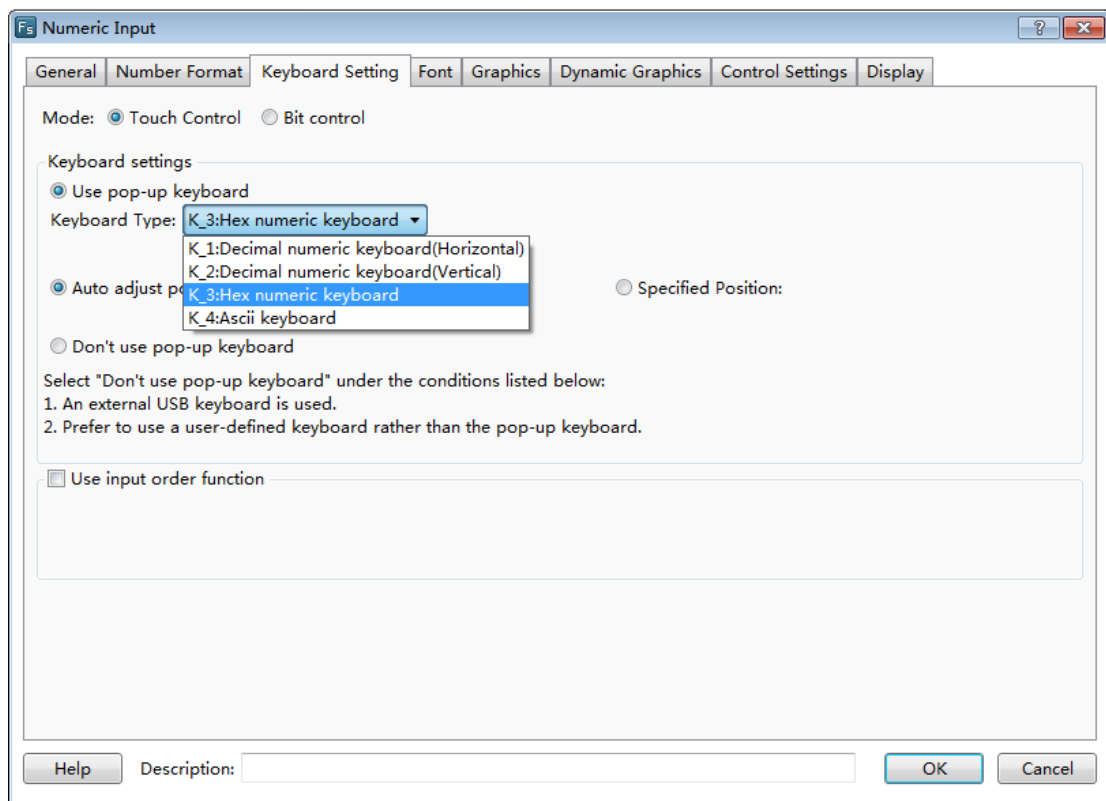 Fs Numeric Input
General Number Format Keyboard Setting Font Graphics Dynamic Graphics Control Settings Display
Mode: Touch Control Bit control
Keyboard settings
Use pop-up keyboard
Keyboard Type: K_3:Hex numeric keyboard
K_1:Decimal numeric keyboard(Horizontal)
K_2:Decimal numeric keyboard(Vertical)
Auto adjust K_3:Hex numeric keyboard Specified Position:
K_4:Ascii keyboard
Don't use pop-up keyboard
Select "Don't use pop-up keyboard" under the conditions listed below:
1. An external USB keyboard is used.
2. Prefer to use a user-defined keyboard rather than the pop-up keyboard.
Use input order function
Help Description: OK Cancel